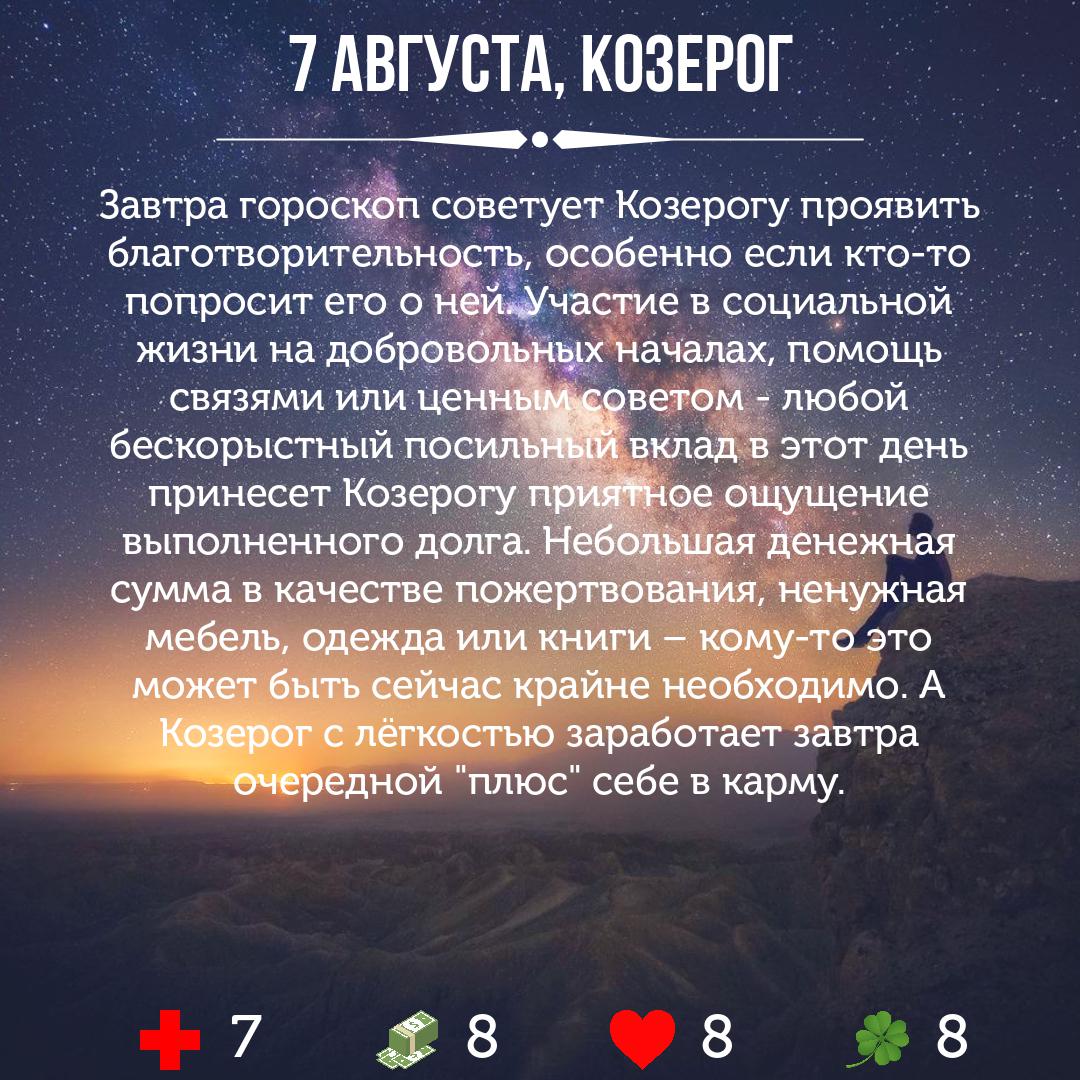 7 АВГУСТА, КОЗЕРОГ
Завтра гороскоп советует Козерогу проявить
благотворительность, особенно если кто-то
попросит его о ней. Участие в социальной
жизни на добровольных началах, помощь
связями или ценным советом - любой
бескорыстный посильный вклад в этот день
принесет Козерогу приятное ощущение
выполненного долга. Небольшая денежная
сумма в качестве пожертвования, ненужная
мебель, одежда или книги – кому-то это
может быть сейчас крайне необходимо. А
Козерог с лёгкостью заработает завтра
очередной "плюс" себе в карму.
7 8 8 8